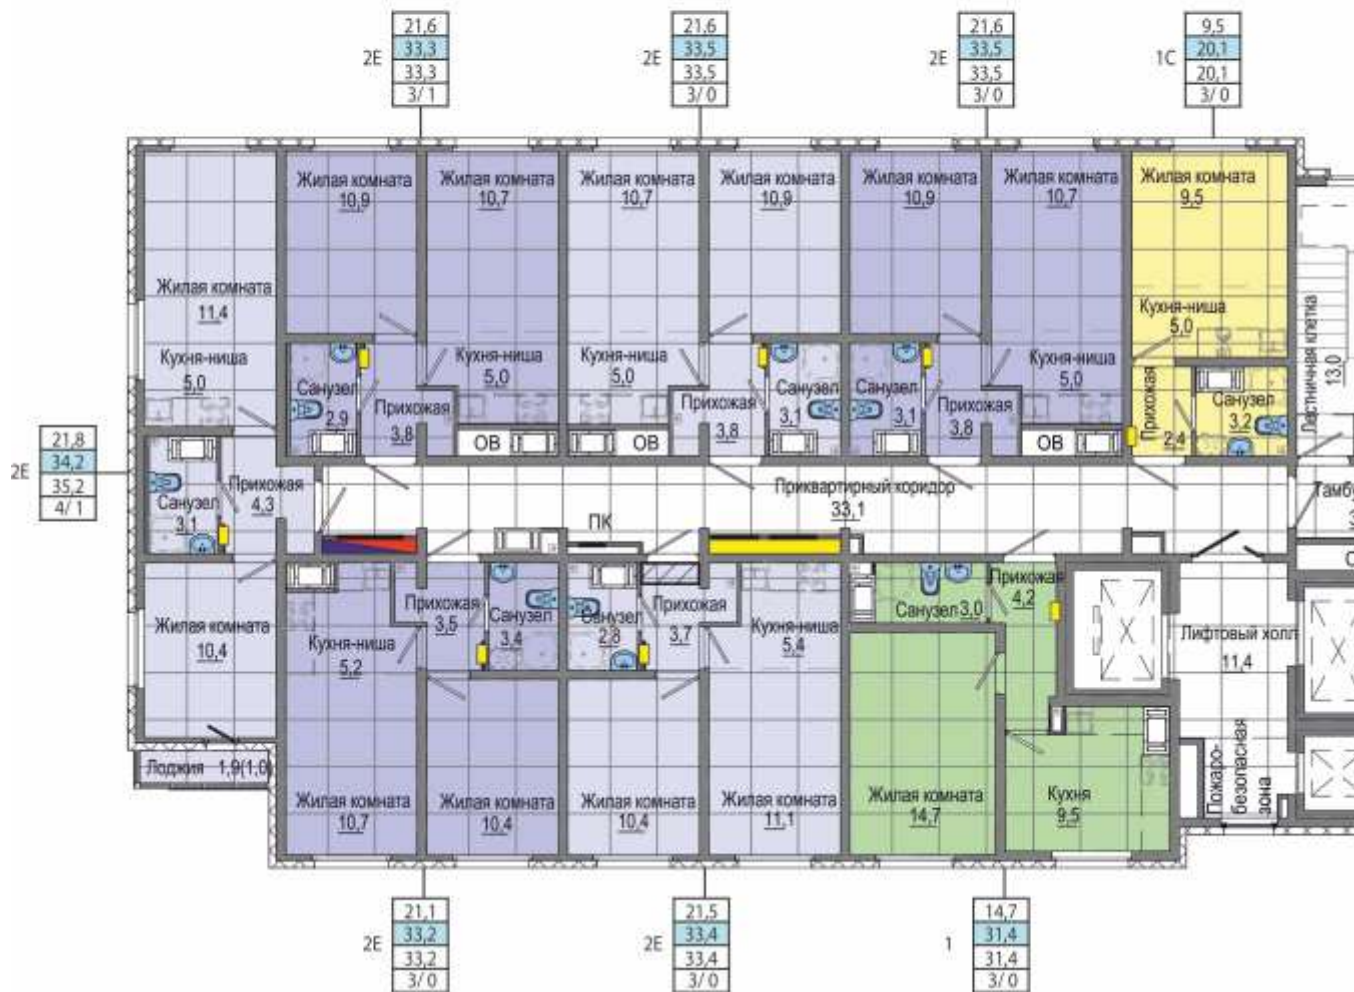 2Е
21,6
33,3
33,3
3/ 1
2Е
21,6
33,5
33,5
3/ 0
2Е
21,6
33,5
33,5
3/ 0
1С
9,5
20,1
20,1
3/ 0
Жилая комната
10,9
Жилая комната
10,7
Жилая комната
10,7
Жилая комната
10,9
Жилая комната
10,9
Жилая комната
10,7
Жилая комната
9,5
Жилая комната
11,4
Кухня-ниша
5,0
Кухня-ниша
5,0
Кухня-ниша
5,0
Кухня-ниша
5,0
Кухня-ниша
5,0
Лестничная клетка
13,0
Санузел
2,9
Прихожая
3,8
ОВ
ОВ
Прихожая
3,8
Санузел
3,1
Санузел
3,1
Прихожая
3,8
ОВ
Прихожая
2,4
Санузел
3,2
2Е
21,8
34,2
35,2
4/ 1
Санузел
3,1
Прихожая
4,3
Приквартирный коридор
33,1
ПК
Жилая комната
10,4
Кухня-ниша
5,2
Прихожая
3,5
Санузел
3,4
Санузел
2,8
Прихожая
3,7
Кухня-ниша
5,4
Санузел 3,0
Прихожая
4,2
Лифтовый холл
11,4
Лоджия 1,9(1,0)
Жилая комната
10,7
Жилая комната
10,4
Жилая комната
10,4
Жилая комната
11,1
Жилая комната
14,7
Кухня
9,5
Пожаро-
безопасная
зона
2Е
21,1
33,2
33,2
3/ 0
2Е
21,5
33,4
33,4
3/ 0
1
14,7
31,4
31,4
3/ 0